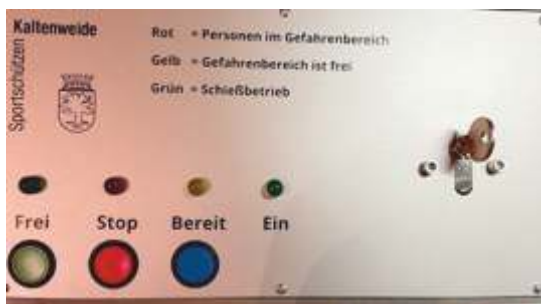 Kaltenweide
Sportschützen
Rot = Personen im Gefahrenbereich
Gelb = Gefahrenbereich ist frei
Grün = Schießbetrieb
Frei Stop Bereit Ein